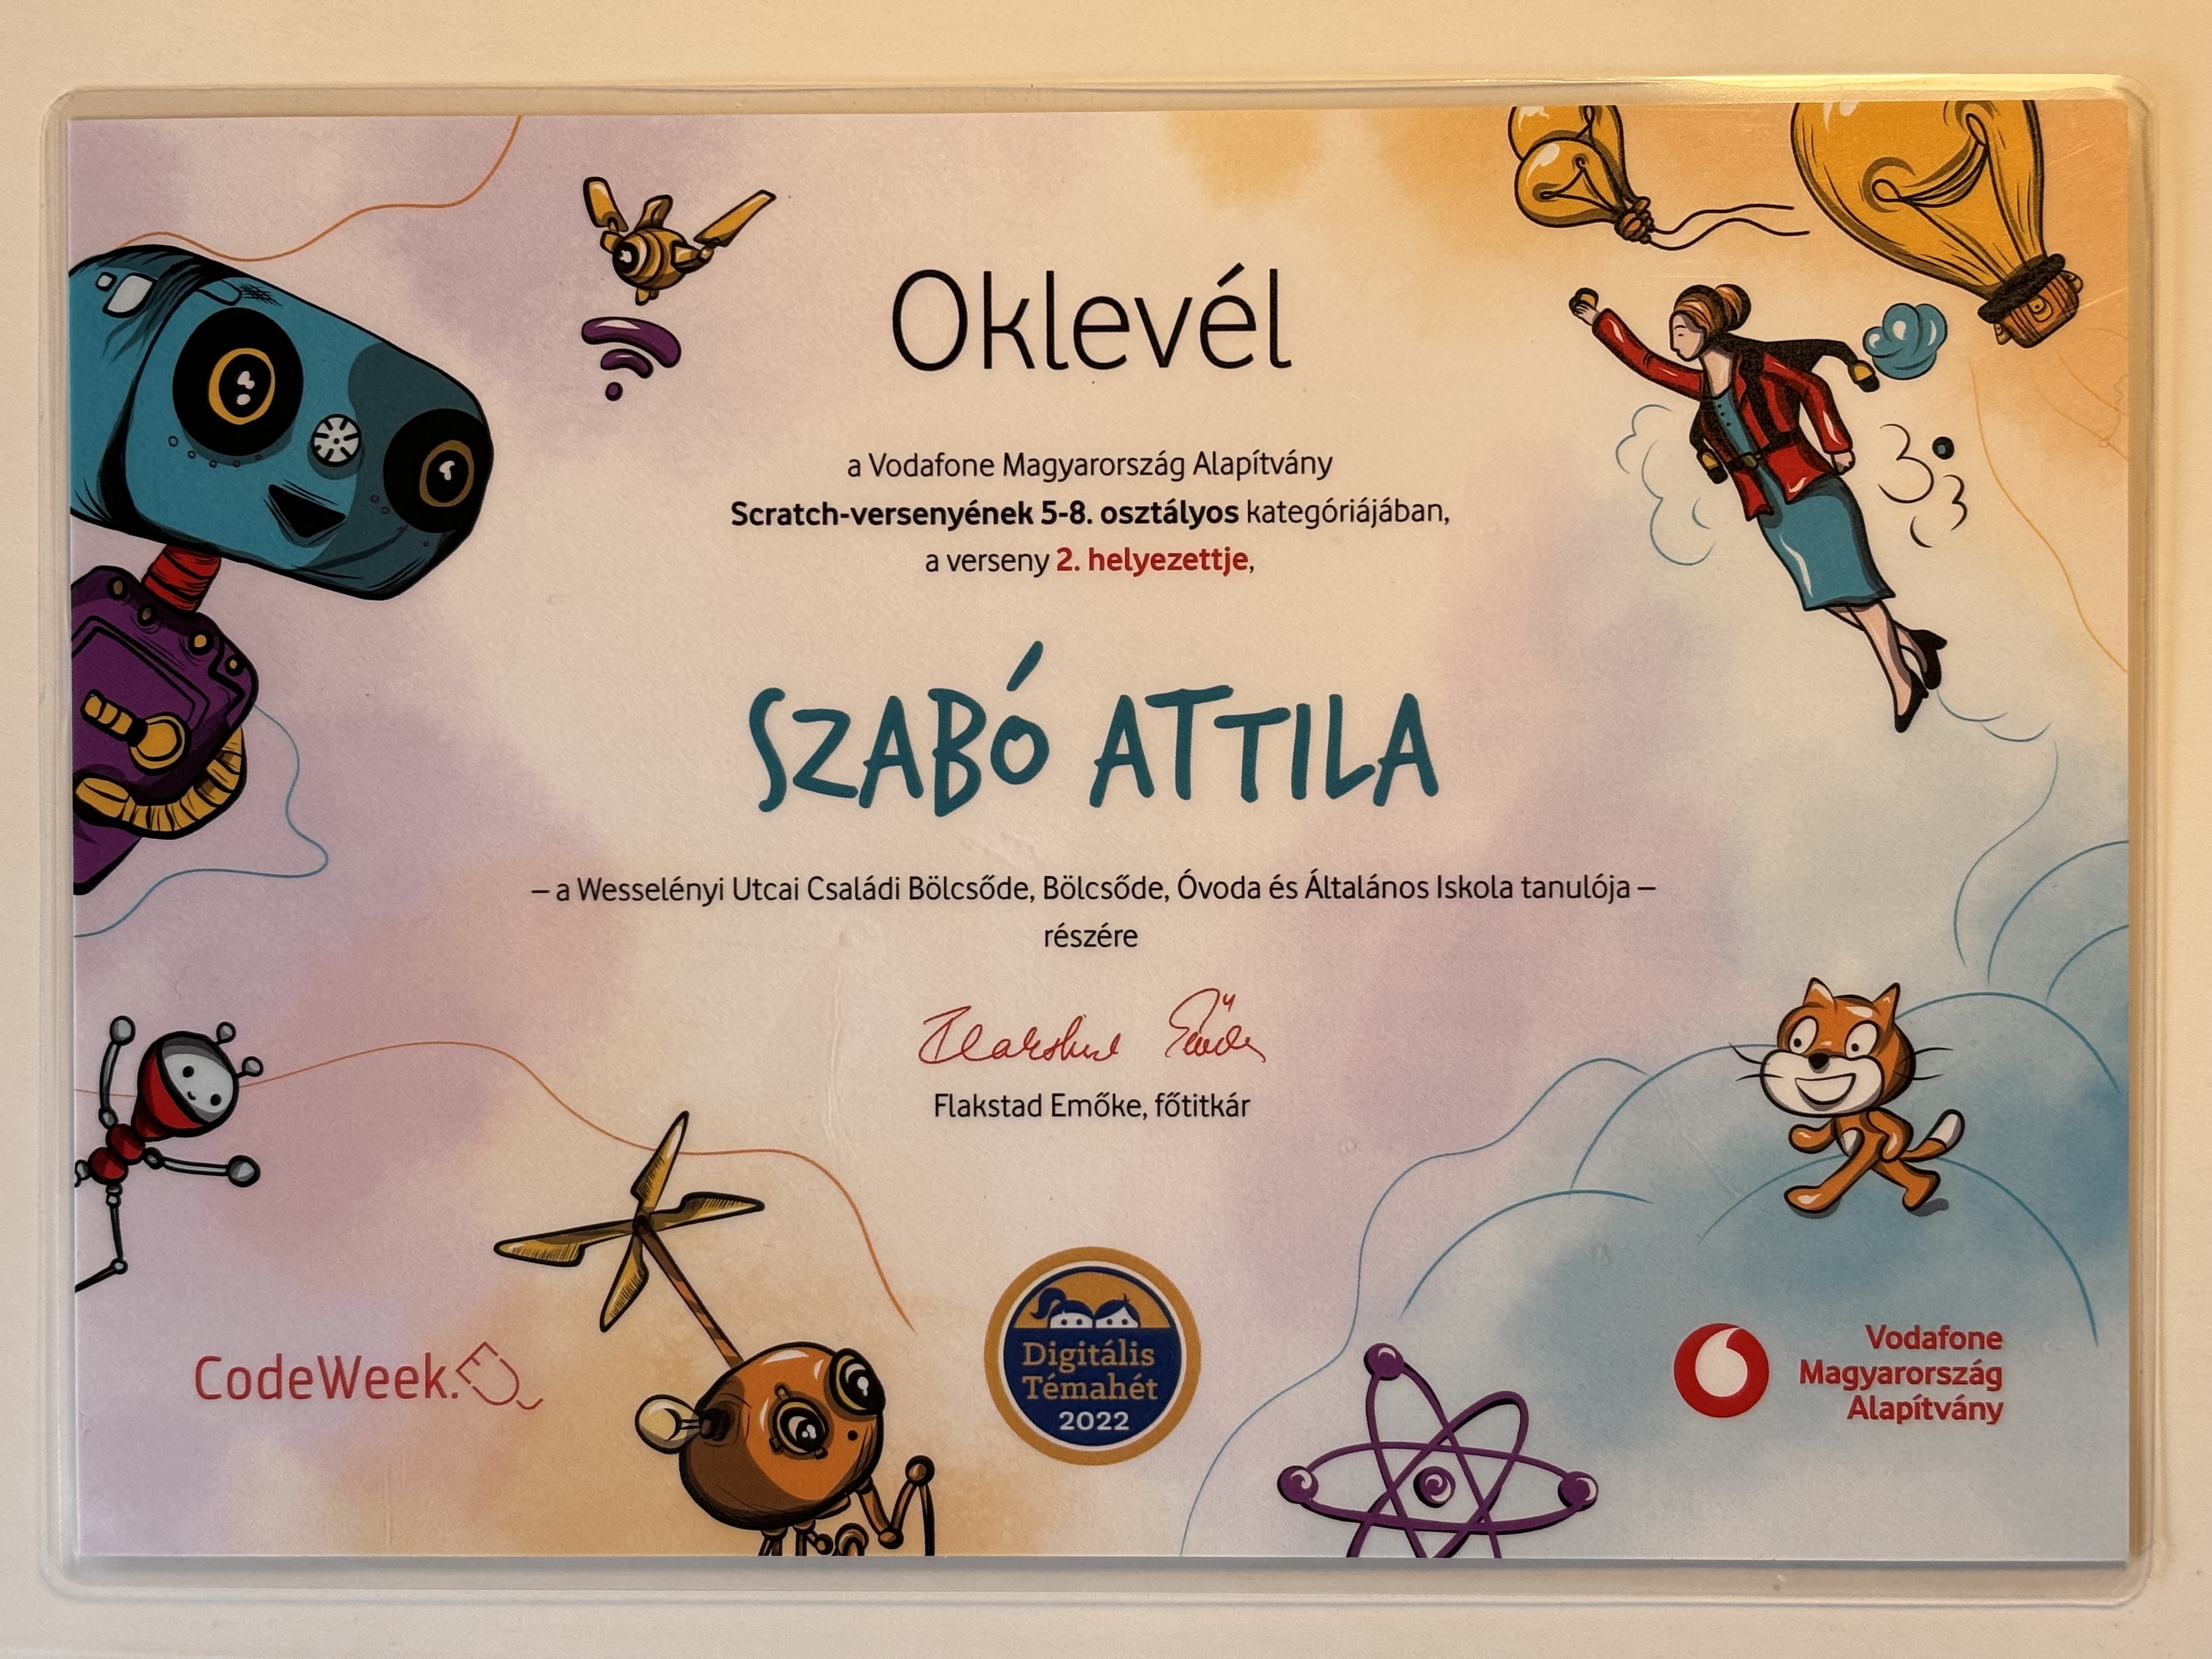 Oklevél
a Vodafone Magyarország Alapítvány
Scratch-versenyének 5-8. osztályos kategóriájában,
a verseny 2. helyezettje,
SZABÓ ATTILA
– a Wesselényi Utcai Családi Bölcsőde, Bölcsőde, Óvoda és Általános Iskola tanulója –
részére
Flakstad Emőke
Flakstad Emőke, főtitkár
CodeWeek.EU
Digitális
Témahét
2022
Vodafone
Magyarország
Alapítvány